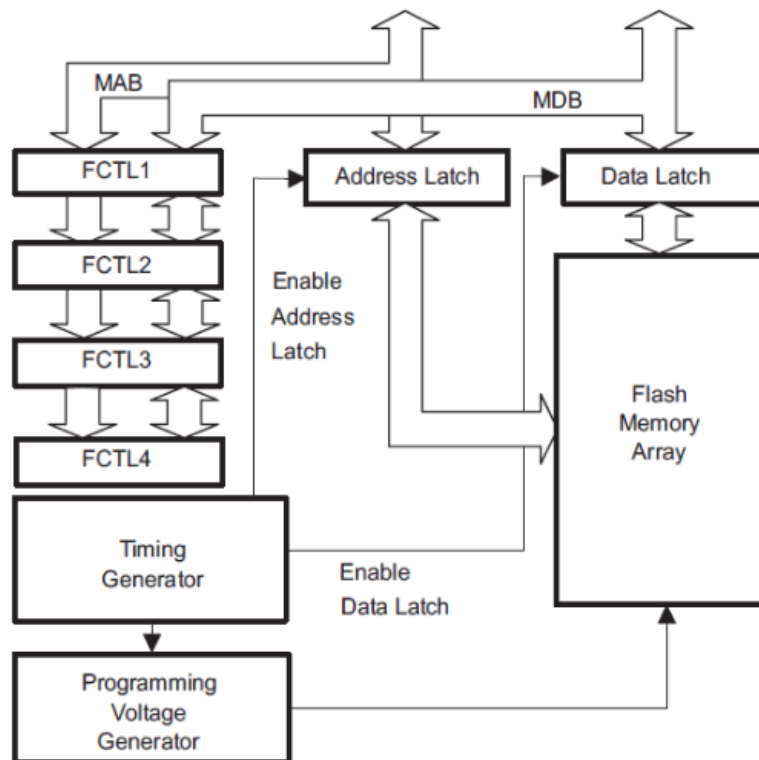 MAB
MDB
FCTL1
Address Latch
Data Latch
FCTL2
Enable
Address
Latch
FCTL3
Flash
Memory
Array
FCTL4
Timing
Generator
Enable
Data Latch
Programming
Voltage
Generator